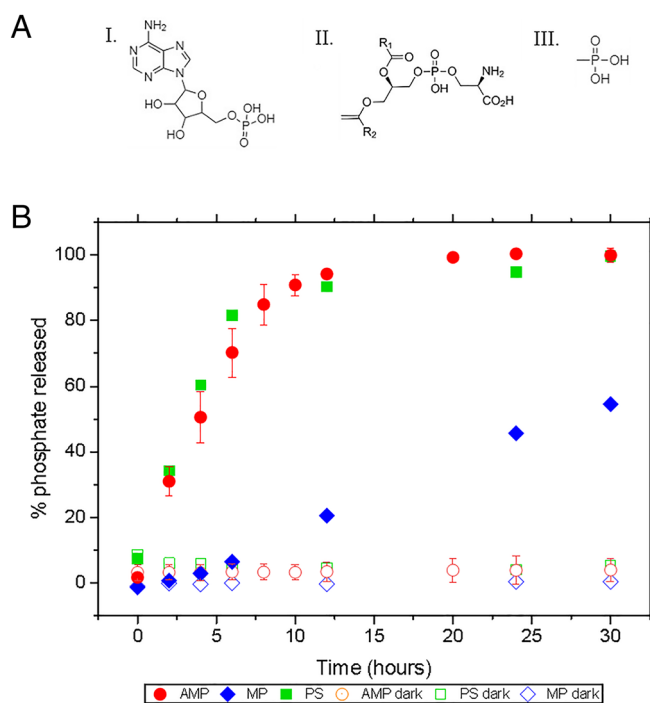 A
I.
II.
III.
NH₂
N
N
N
N
HO
HO
O
O
P
O
OH
OH
R₁
O
O
O
P
OH
O
O
NH₂
CO₂H
O
R₂
O
P
OH
OH
B
% phosphate released
100
80
60
40
20
0
0 5 10 15 20 25 30
Time (hours)
AMP MP PS AMP dark PS dark MP dark